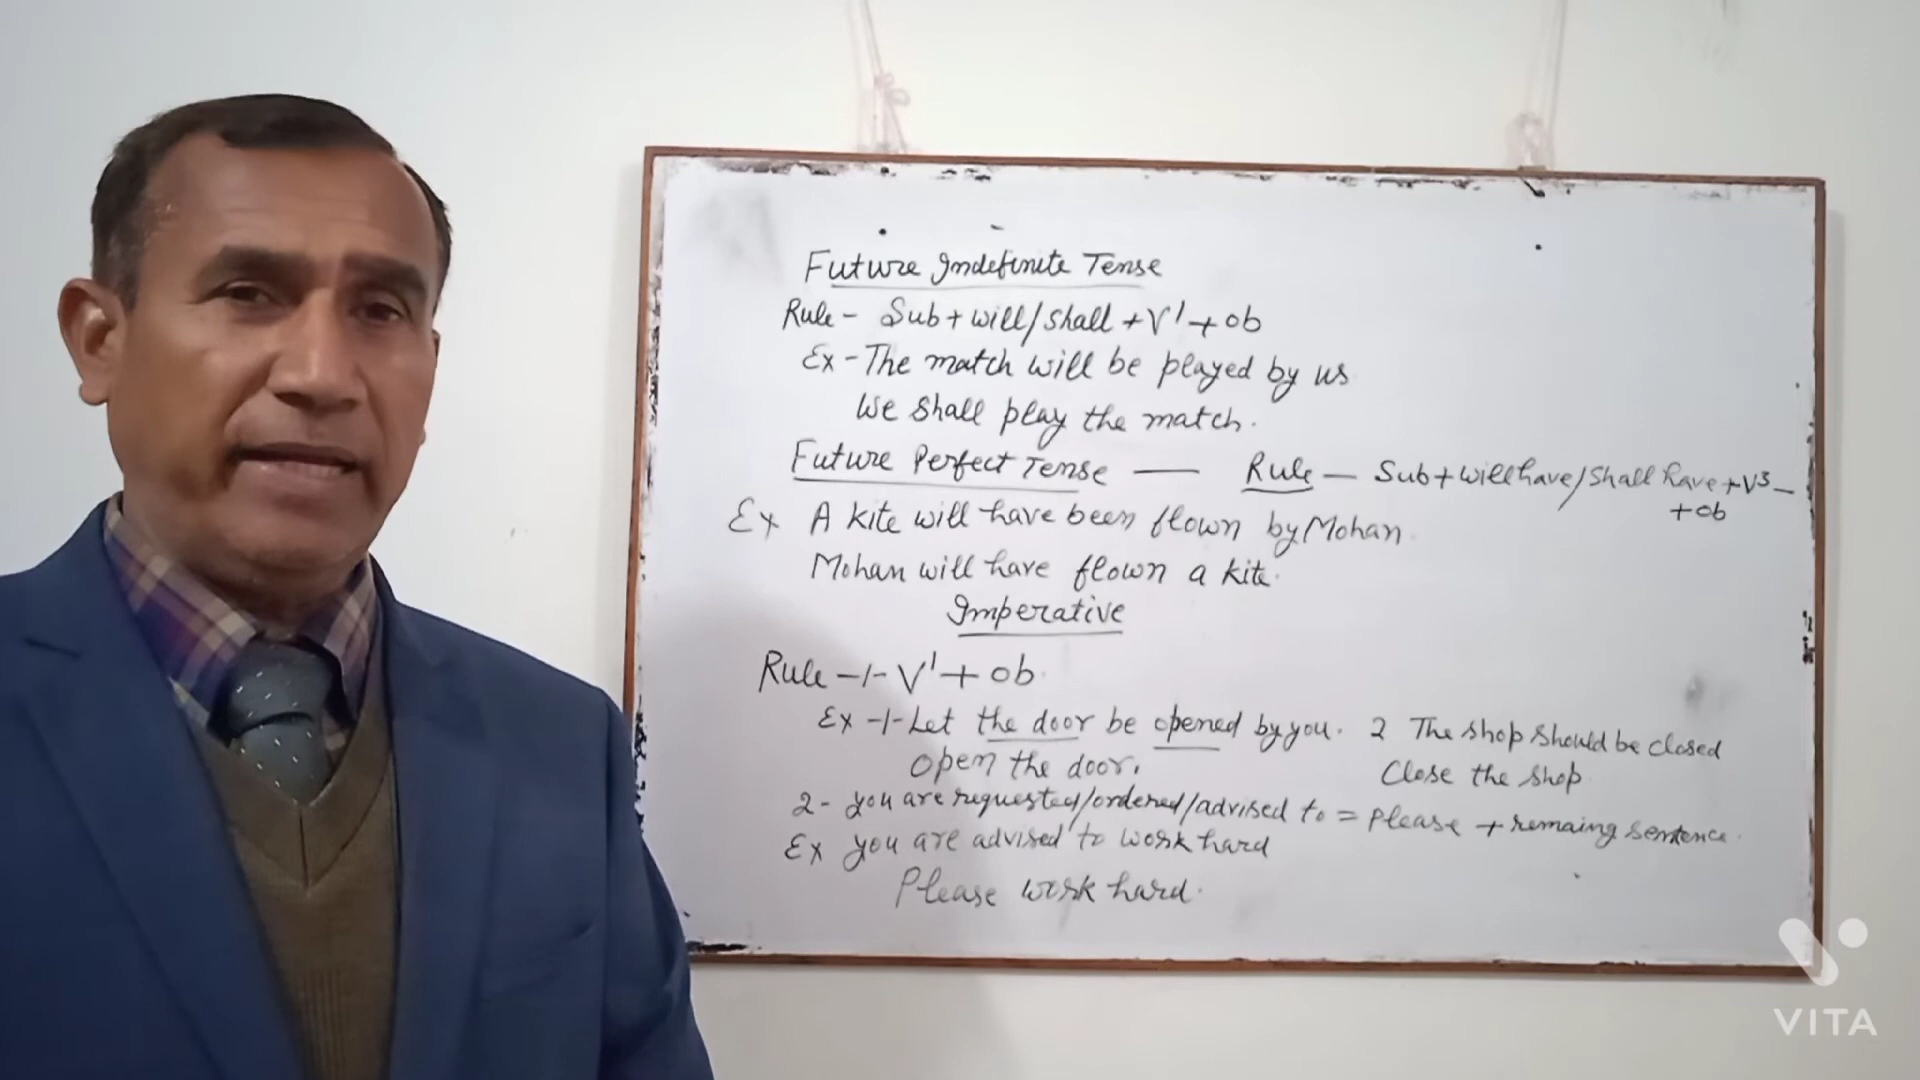 Future Indefinite Tense
Rule - Sub + will/shall + V¹ + ob
Ex - The match will be played by us
We shall play the match.
Future Perfect Tense — Rule — Sub + will have/shall have + V³ –
+ ob
Ex A kite will have been flown by Mohan.
Mohan will have flown a kite.
Imperative
Rule -1- V¹ + ob.
Ex -1- Let the door be opened by you. 2 The shop should be closed
open the door. Close the shop
2- you are requested/ordered/advised to = please + remaing sentence.
Ex you are advised to work hard
Please work hard.
VITA